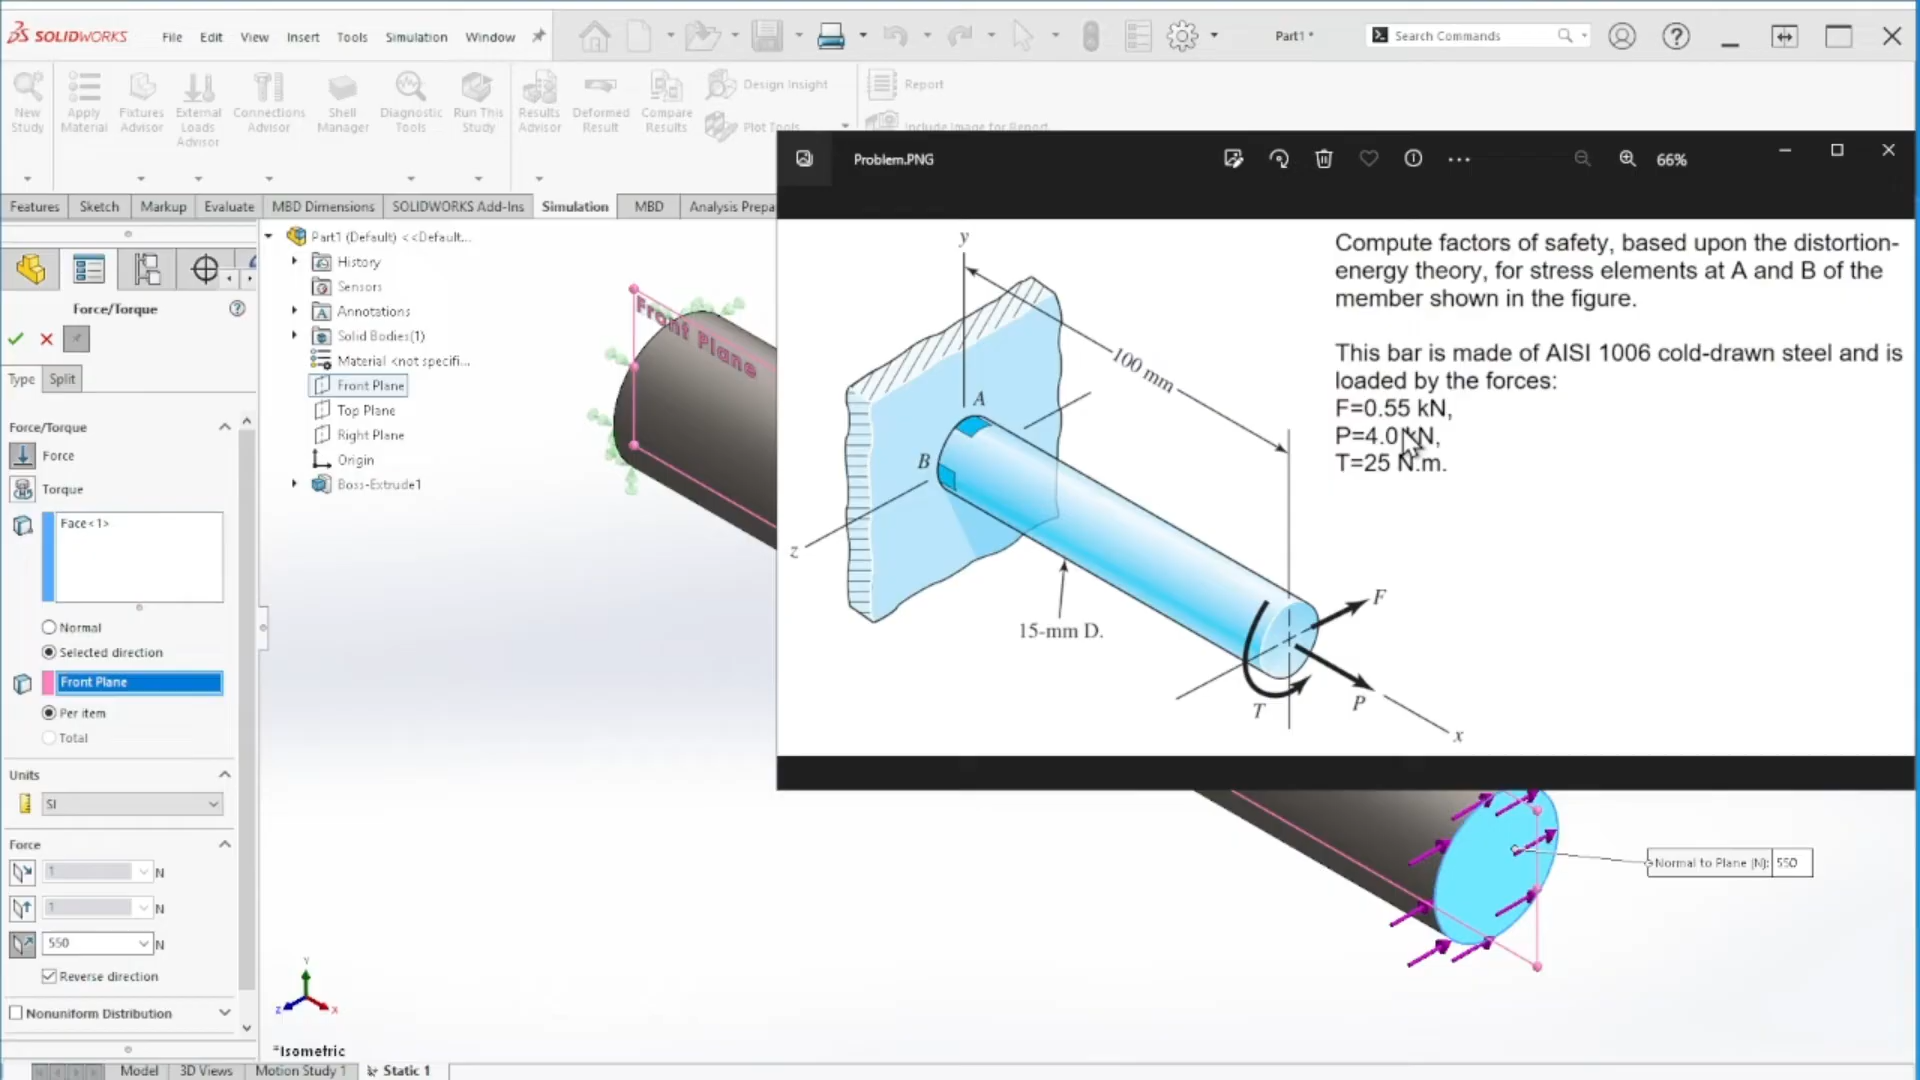 SOLIDWORKS File Edit View Insert Tools Simulation Window Part1 * Search Commands
New Study Apply Material Fixtures Advisor External Loads Advisor Connections Advisor Shell Manager Diagnostic Tools Run This Study Results Advisor Deformed Result Compare Results Design Insight Plot Tools Report Include Image for Report
Features Sketch Markup Evaluate MBD Dimensions SOLIDWORKS Add-Ins Simulation MBD Analysis Prepa
Force/Torque
Type Split
Force/Torque
Force
Torque
Face<1>
Normal
Selected direction
Front Plane
Per item
Total
Units
SI
Force
1 N
1 N
550 N
Reverse direction
Nonuniform Distribution
Part1 (Default) <<Default...
History
Sensors
Annotations
Solid Bodies(1)
Material <not specifi...
Front Plane
Top Plane
Right Plane
Origin
Boss-Extrude1
Front Plane
Problem.PNG 66%
y
100 mm
A
B
z
15-mm D.
F
T
P
x
Compute factors of safety, based upon the distortion-
energy theory, for stress elements at A and B of the
member shown in the figure.
This bar is made of AISI 1006 cold-drawn steel and is
loaded by the forces:
F=0.55 kN,
P=4.0 kN,
T=25 N.m.
Normal to Plane (N): 550
Y
Z X
*Isometric
Model 3D Views Motion Study 1 Static 1